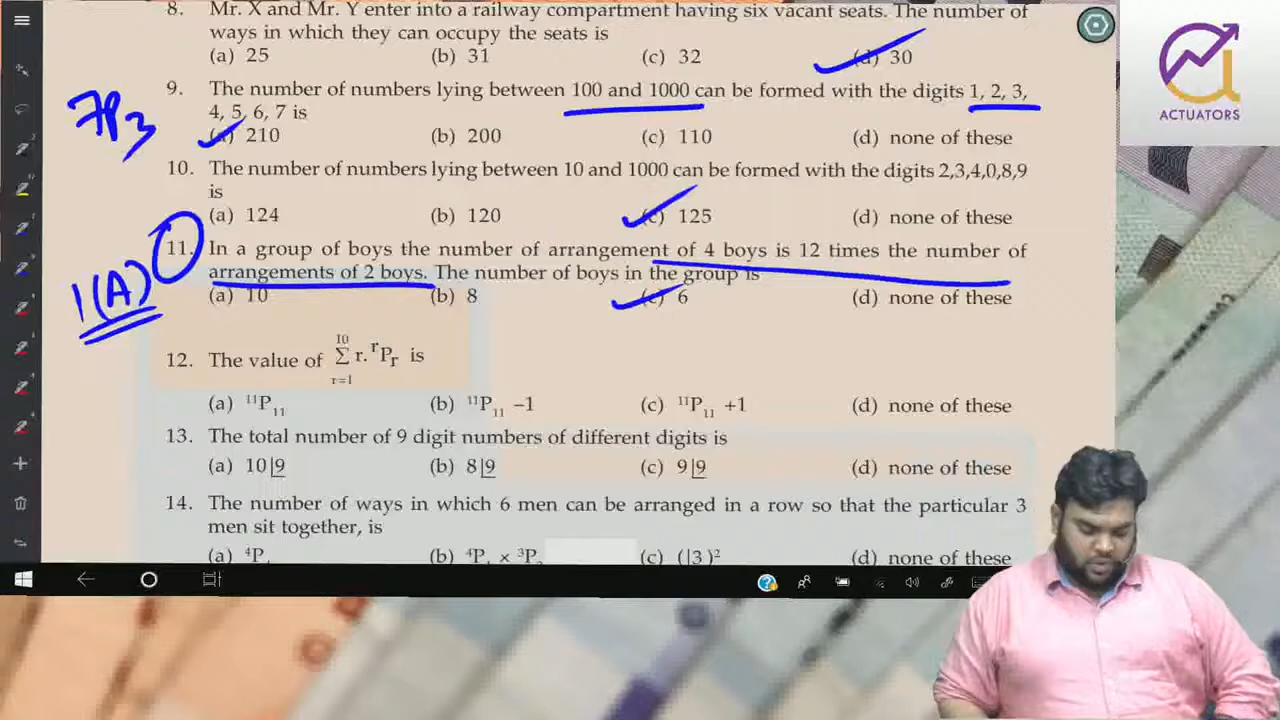 8. Mr. X and Mr. Y enter into a railway compartment having six vacant seats. The number of
ways in which they can occupy the seats is
(a) 25 (b) 31 (c) 32 (d) 30
9. The number of numbers lying between 100 and 1000 can be formed with the digits 1, 2, 3,
4, 5, 6, 7 is
(a) 210 (b) 200 (c) 110 (d) none of these
7P3
10. The number of numbers lying between 10 and 1000 can be formed with the digits 2,3,4,0,8,9
is
(a) 124 (b) 120 (c) 125 (d) none of these
11. In a group of boys the number of arrangement of 4 boys is 12 times the number of
arrangements of 2 boys. The number of boys in the group is
(a) 10 (b) 8 (c) 6 (d) none of these
1(A)
12. The value of 10 Σ r=1 r. rPr is
(a) 11P11 (b) 11P11 –1 (c) 11P11 +1 (d) none of these
13. The total number of 9 digit numbers of different digits is
(a) 10|9 (b) 8|9 (c) 9|9 (d) none of these
14. The number of ways in which 6 men can be arranged in a row so that the particular 3
men sit together, is
(a) 4P (b) 4P × 3P (c) (|3 )2 (d) none of these
ACTUATORS